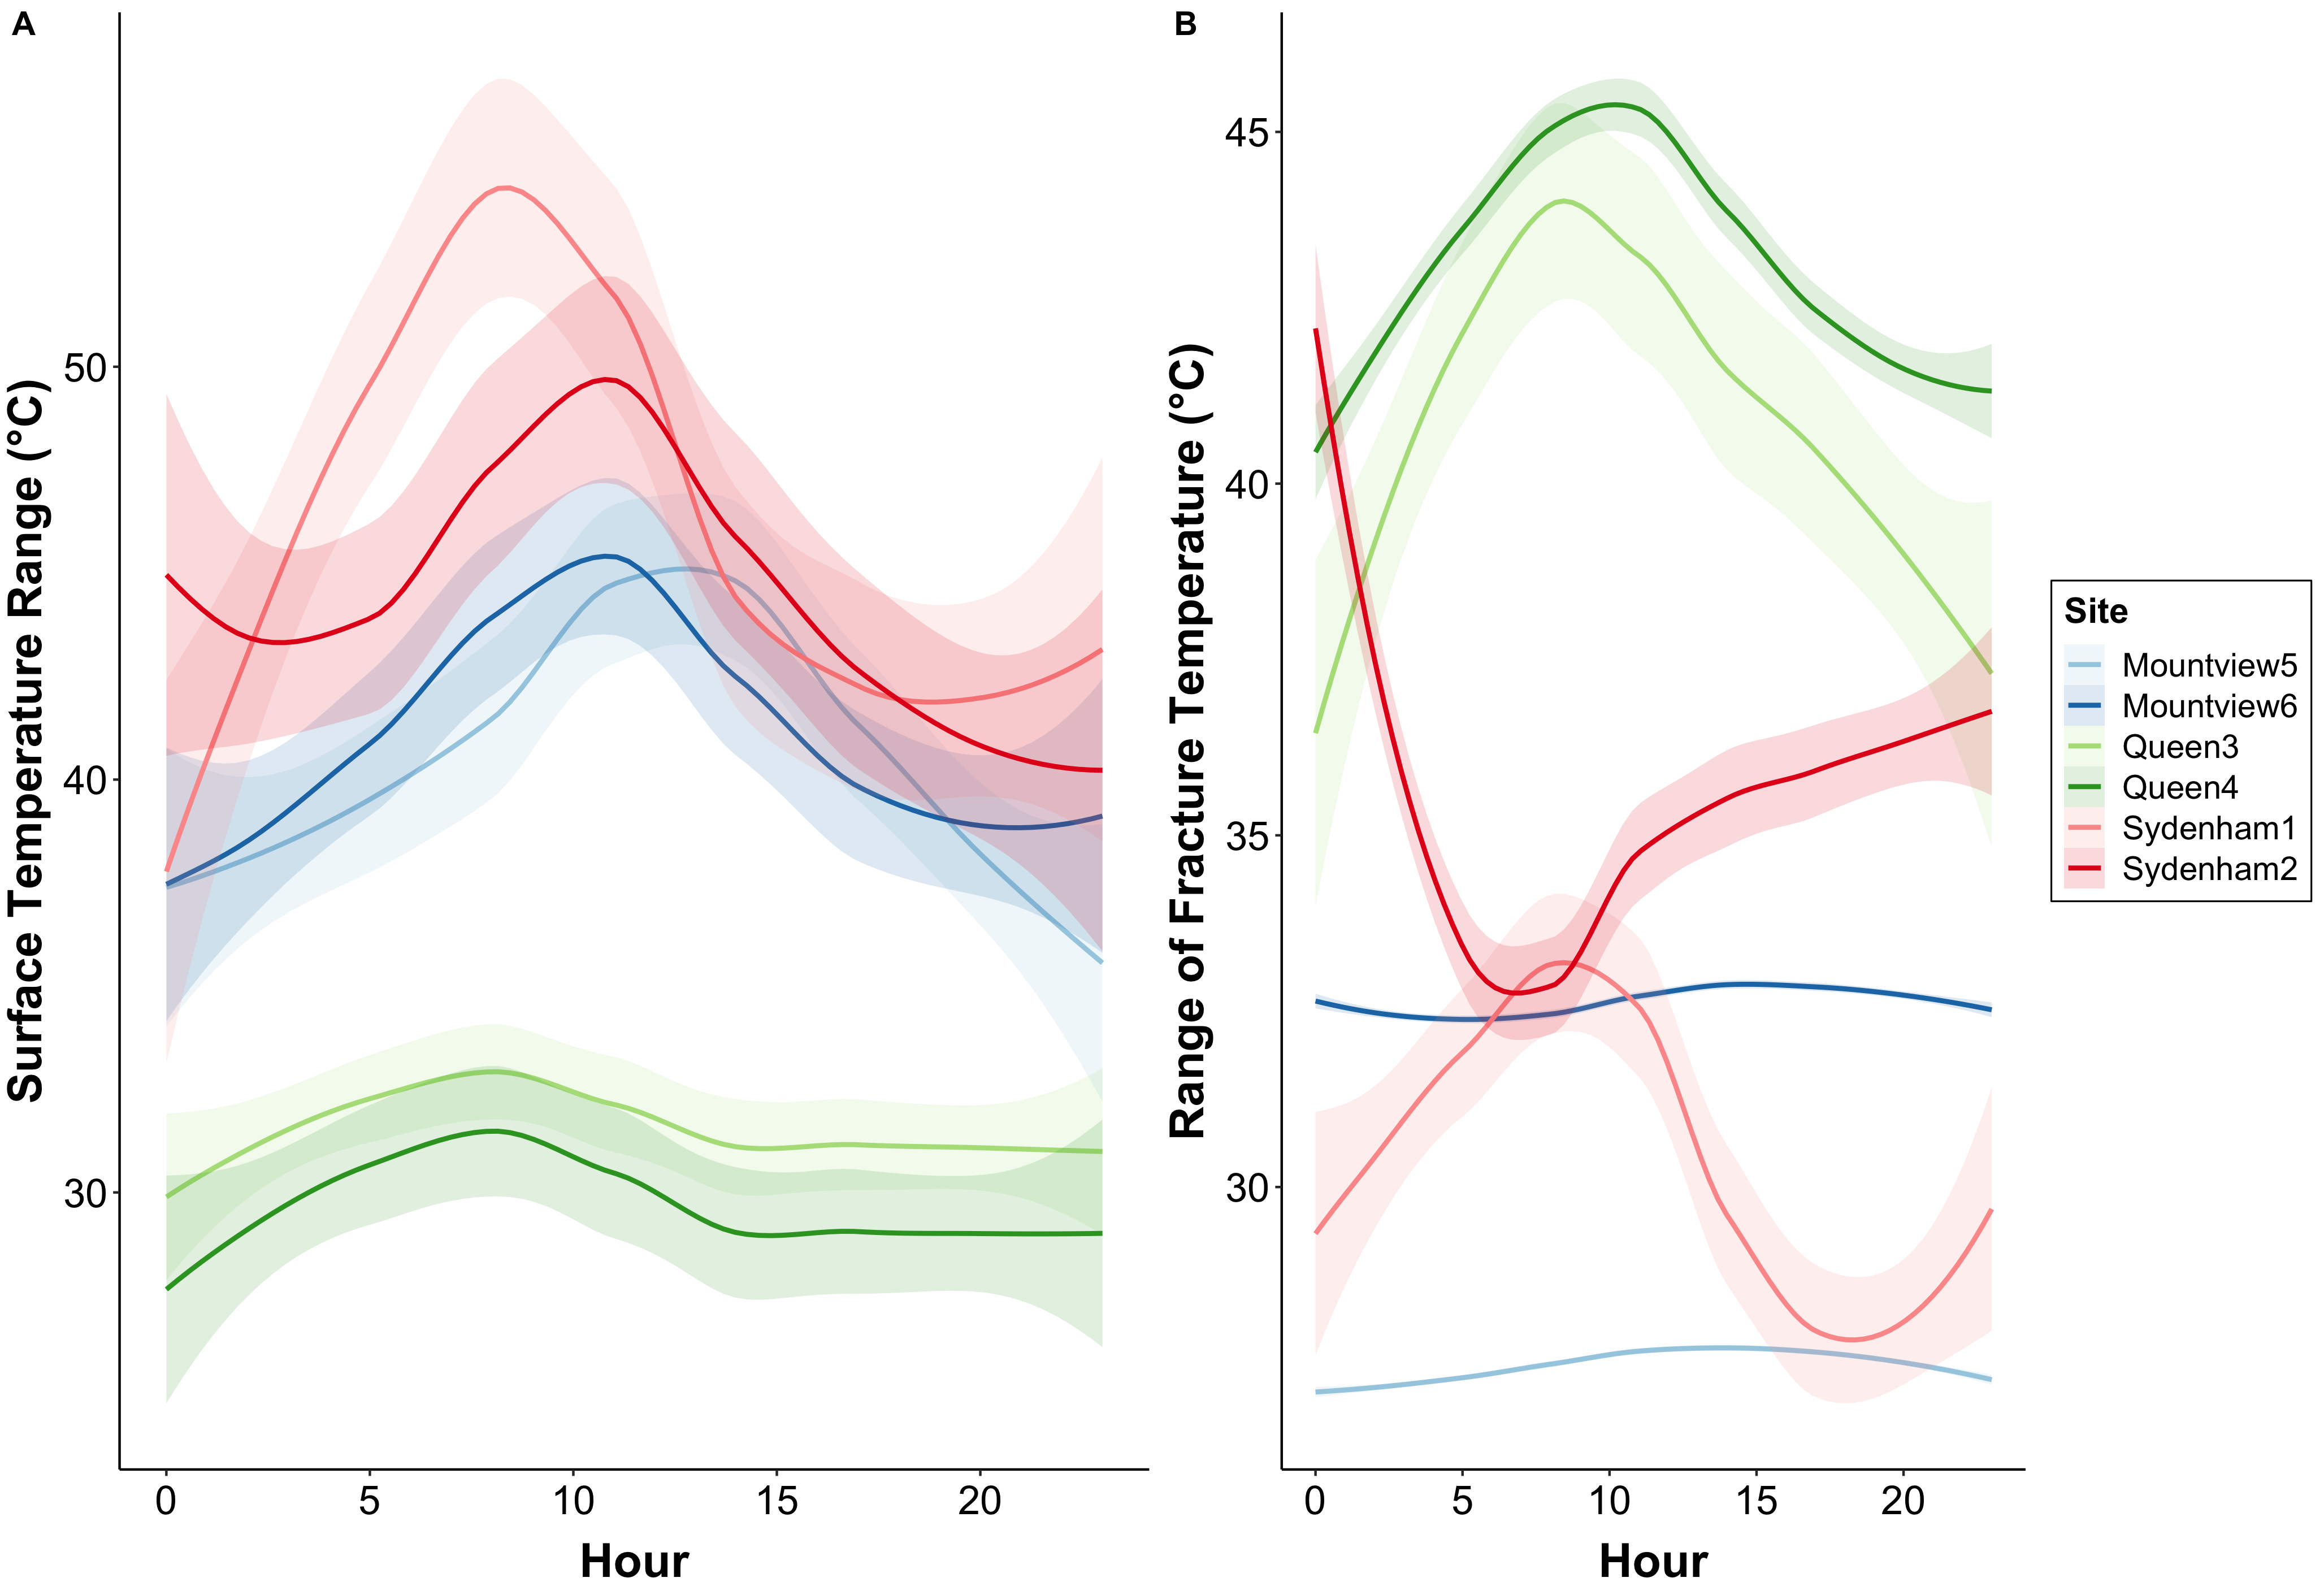 A
Surface Temperature Range (°C)
50
40
30
0 5 10 15 20
Hour
B
Range of Fracture Temperature (°C)
45
40
35
30
0 5 10 15 20
Hour
Site
Mountview5
Mountview6
Queen3
Queen4
Sydenham1
Sydenham2